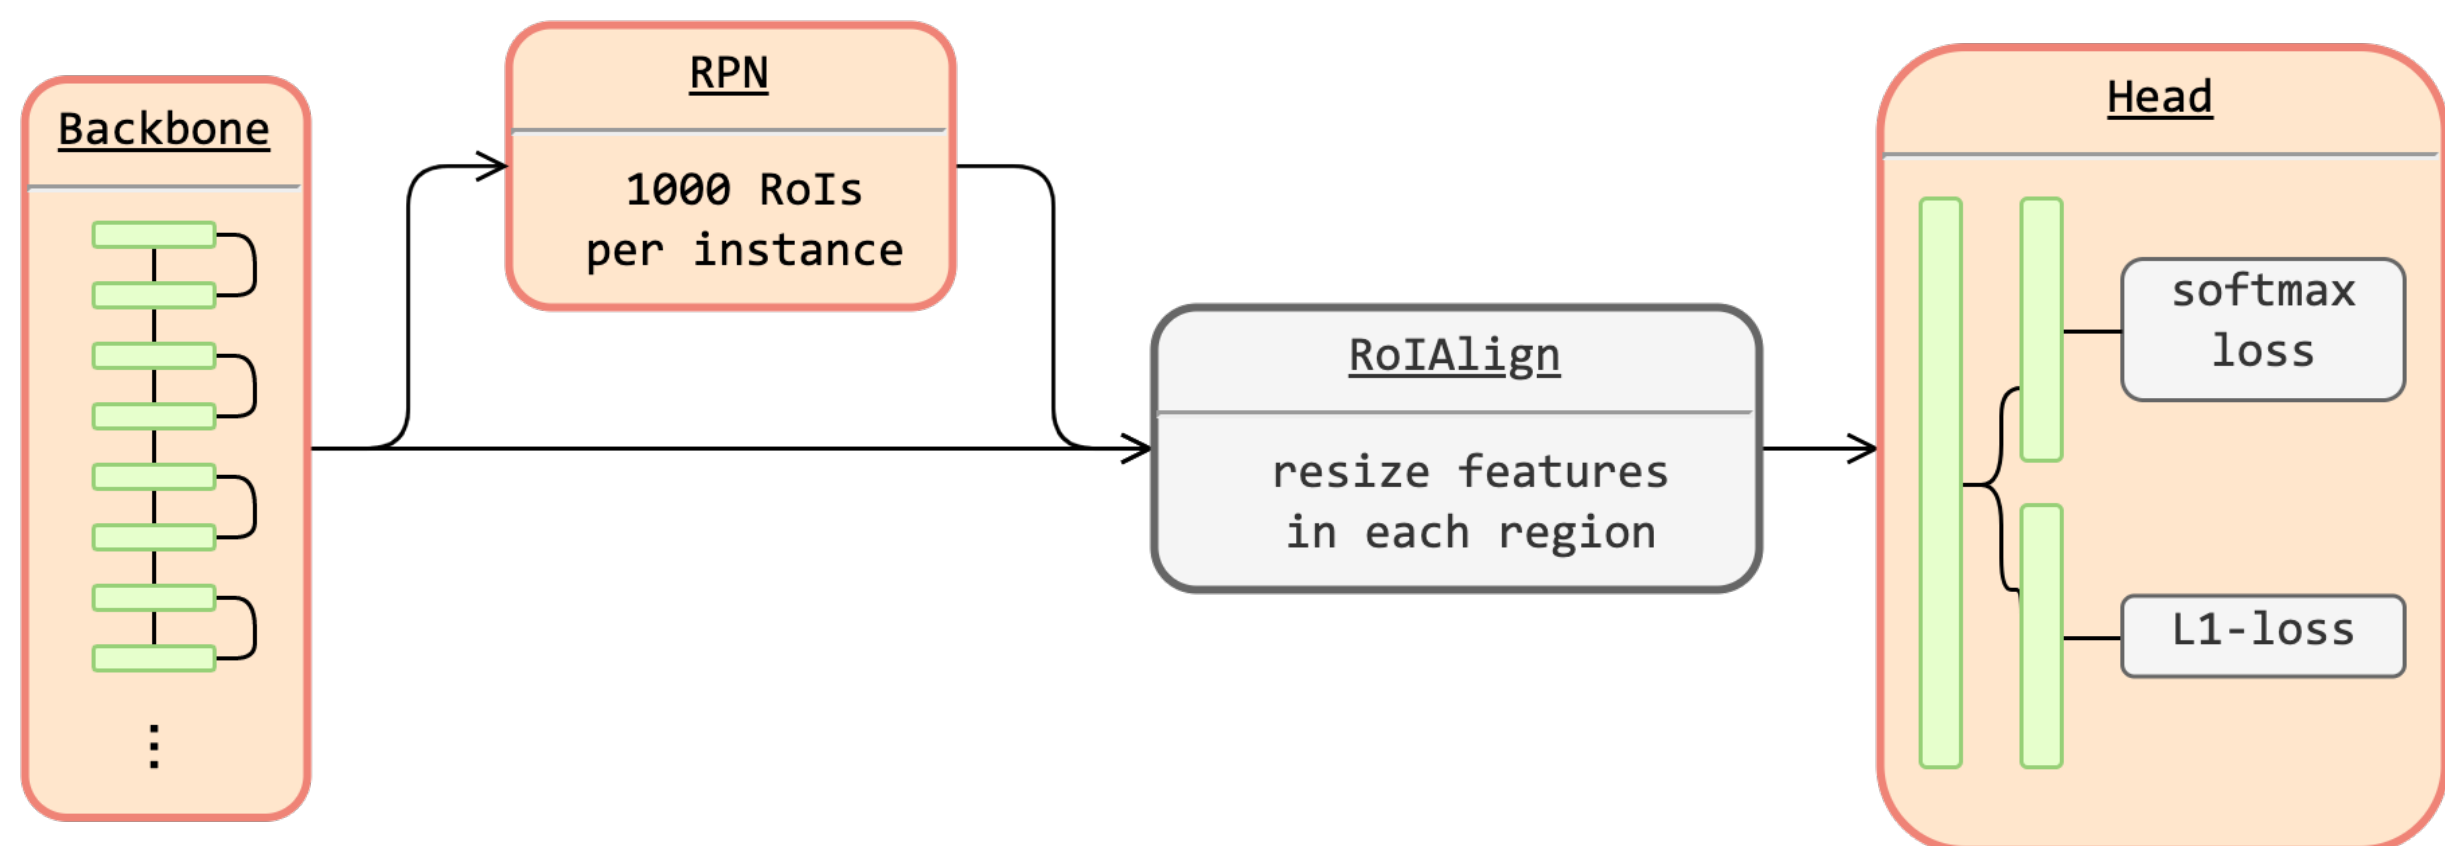 Backbone
RPN
1000 RoIs
per instance
RoIAlign
resize features
in each region
Head
softmax
loss
L1-loss